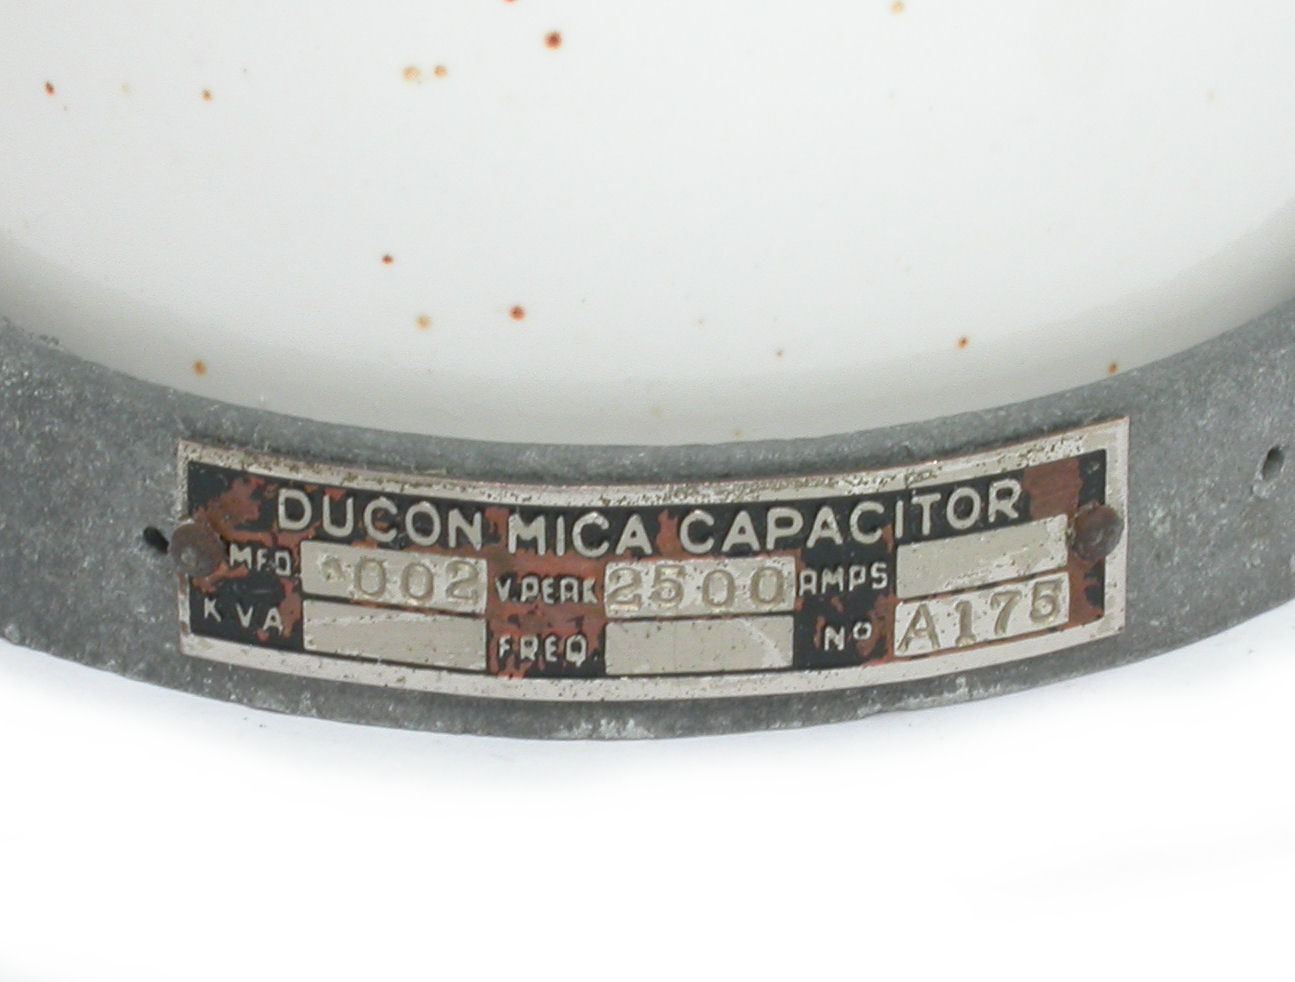 DUCON MICA CAPACITOR
MFD. .002 V.PEAK 2500 AMPS
KVA FREQ. Nº A175